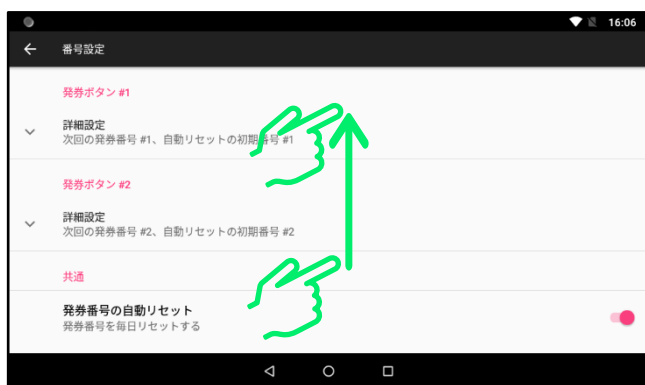 16:06
番号設定
発券ボタン #1
詳細設定
次回の発券番号 #1、自動リセットの初期番号 #1
発券ボタン #2
詳細設定
次回の発券番号 #2、自動リセットの初期番号 #2
共通
発券番号の自動リセット
発券番号を毎日リセットする